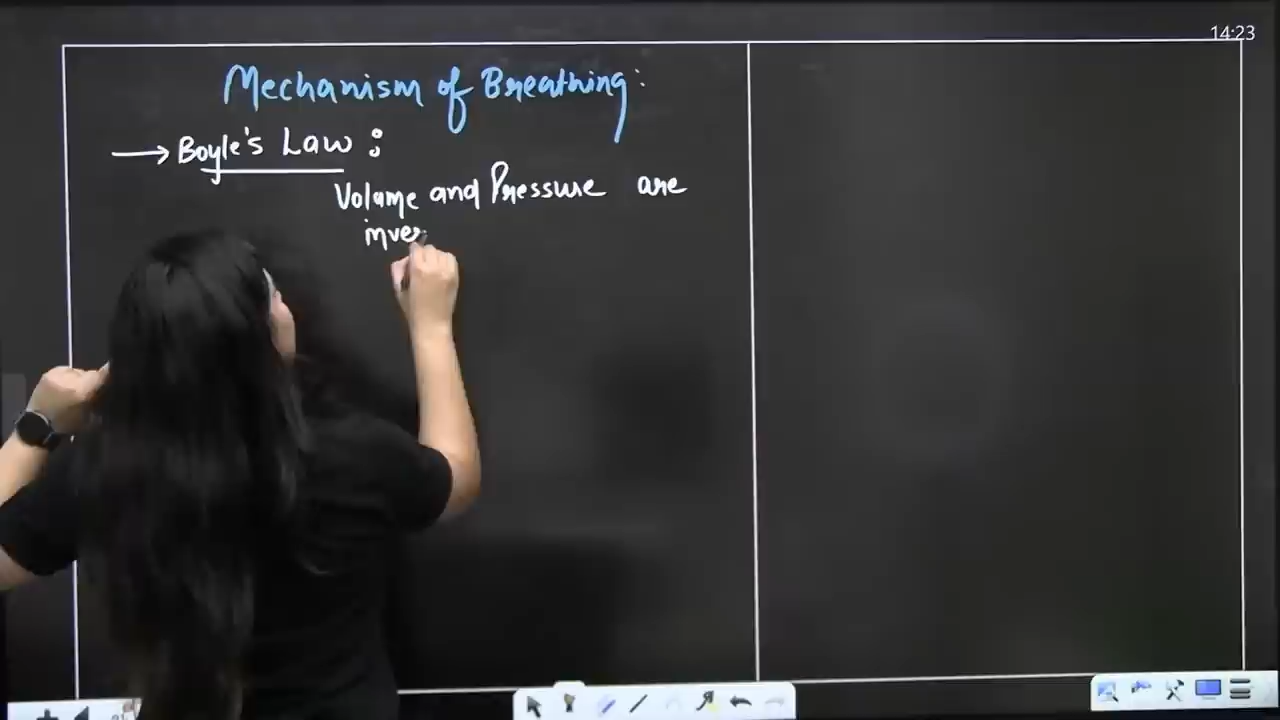 14:23
Mechanism of Breathing:
→ Boyle's Law :
Volume and Pressure are
inver